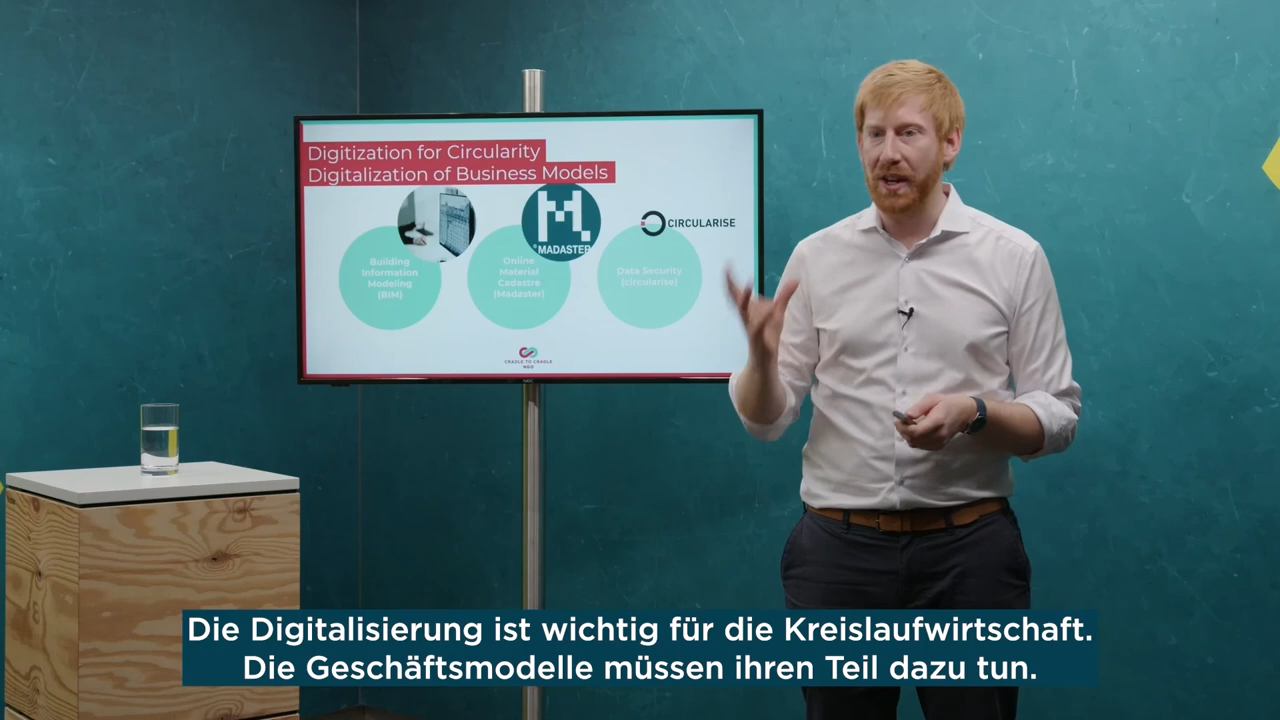 Digitization for Circularity
Digitalization of Business Models
MADASTER
CIRCULARISE
Building
Information
Modeling
(BIM)
Online
Material
Cadastre
(Madaster)
Data Security
(circularise)
CRADLE TO CRADLE
NGO
NEC
Die Digitalisierung ist wichtig für die Kreislaufwirtschaft.
Die Geschäftsmodelle müssen ihren Teil dazu tun.